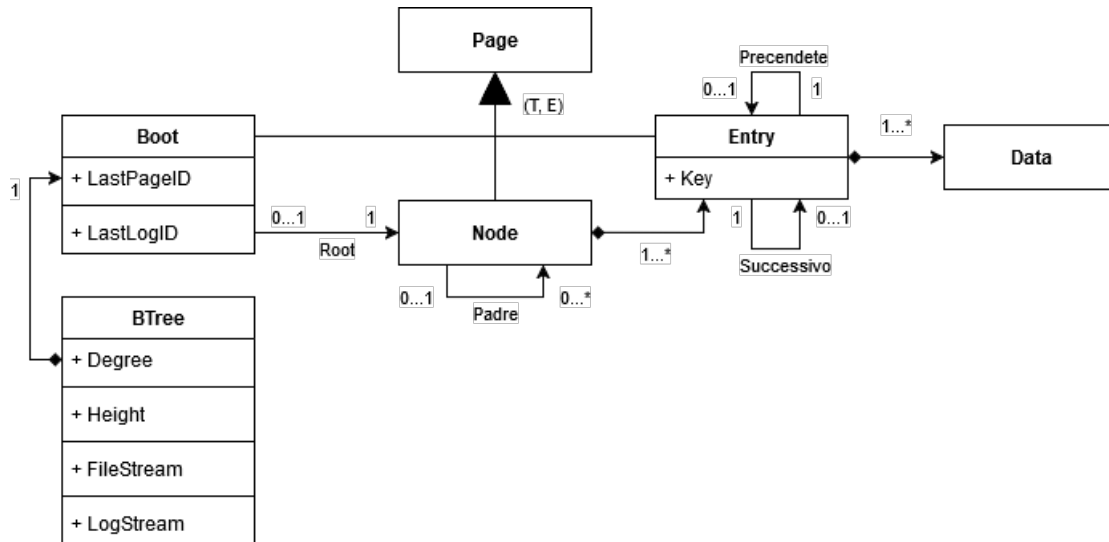 Page
(T, E)
Precendete
0...1
1
Boot
+ LastPageID
+ LastLogID
Entry
+ Key
1...*
Data
1
0...1
1
Root
Node
1...*
1
0...1
Successivo
0...1
0...*
Padre
BTree
+ Degree
+ Height
+ FileStream
+ LogStream